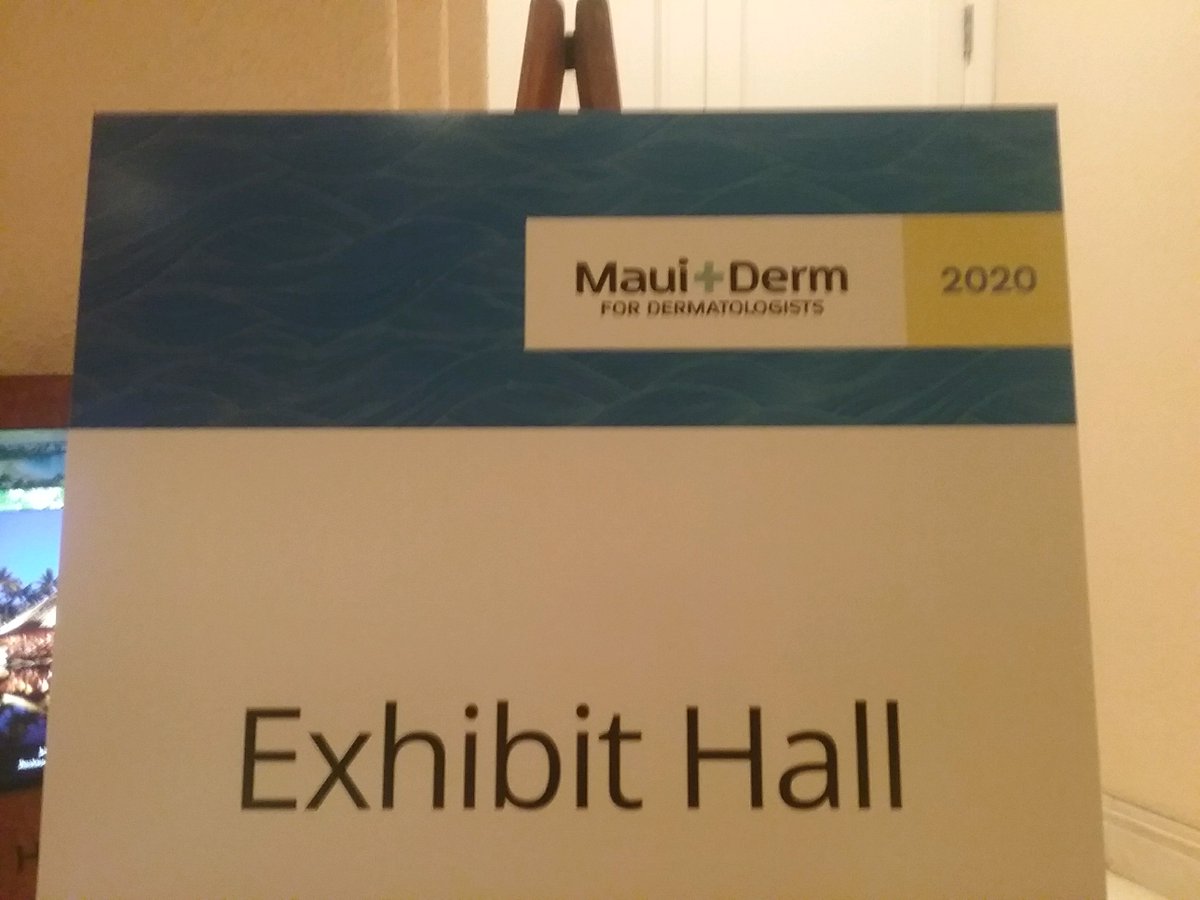 Maui+Derm
FOR DERMATOLOGISTS
2020
Exhibit Hall